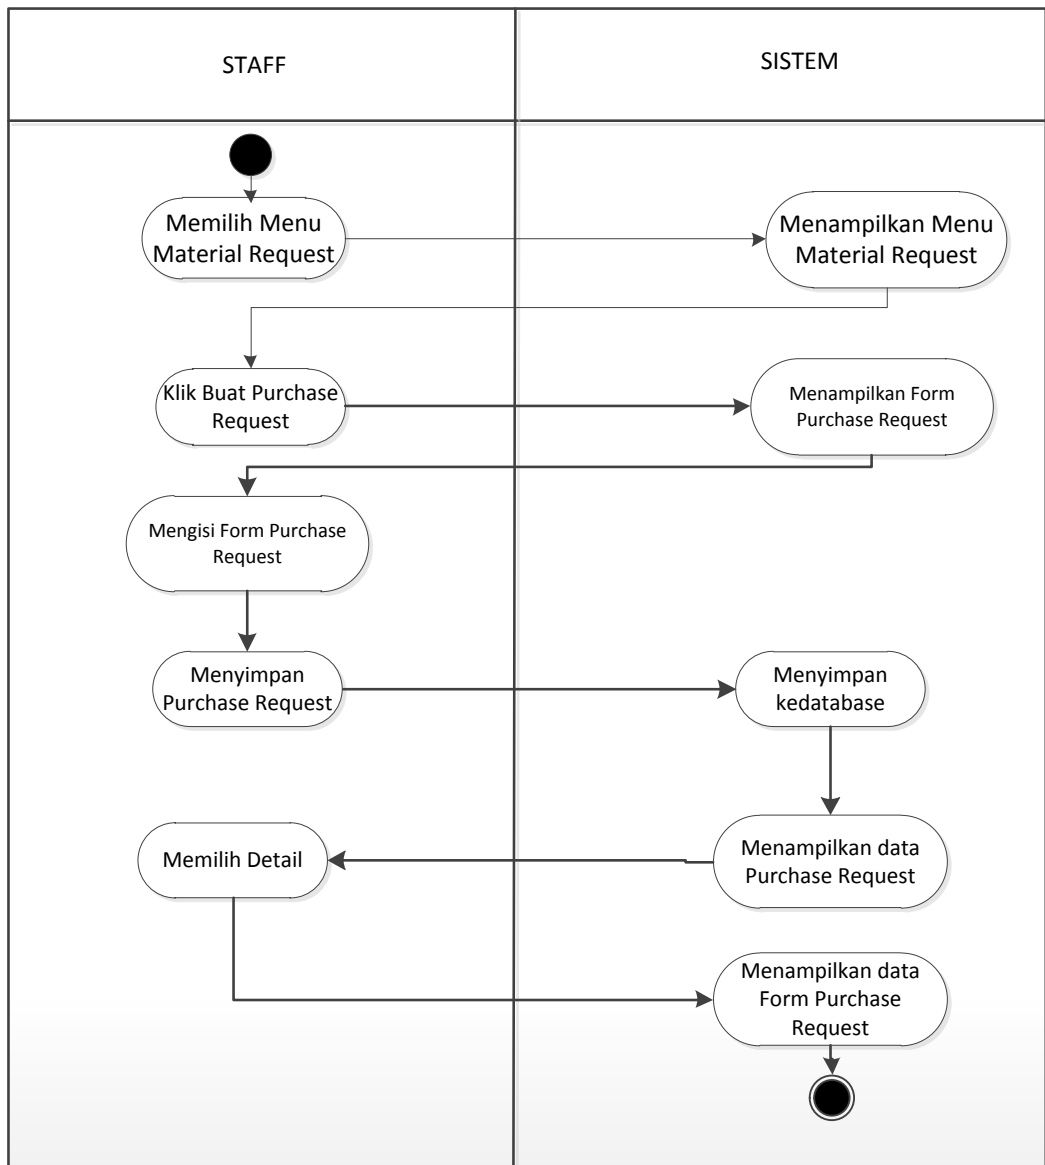 STAFF
SISTEM
Memilih Menu
Material Request
Menampilkan Menu
Material Request
Klik Buat Purchase
Request
Menampilkan Form
Purchase Request
Mengisi Form Purchase
Request
Menyimpan
Purchase Request
Menyimpan
kedatabase
Menampilkan data
Purchase Request
Memilih Detail
Menampilkan data
Form Purchase
Request